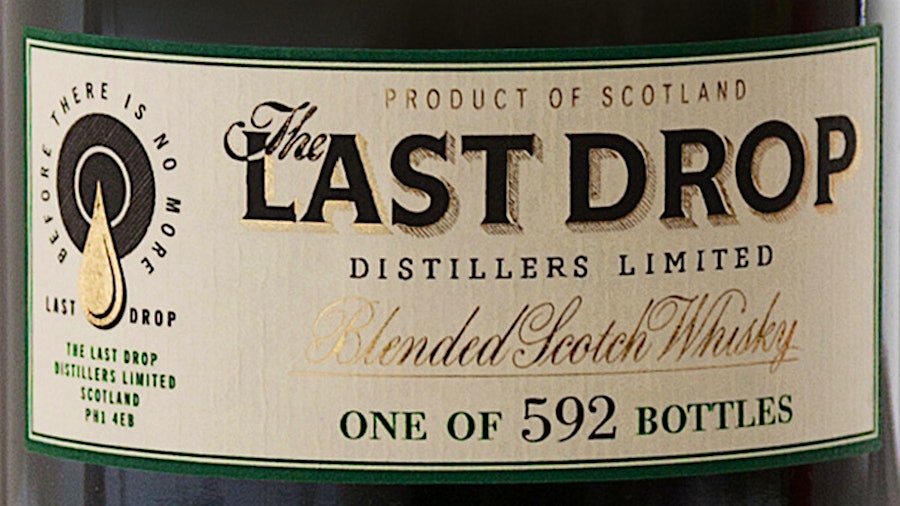 BEFORE THERE IS NO MORE
LAST DROP
THE LAST DROP
DISTILLERS LIMITED
SCOTLAND
PH1 4EB
PRODUCT OF SCOTLAND
The LAST DROP
DISTILLERS LIMITED
Blended Scotch Whisky
ONE OF 592 BOTTLES